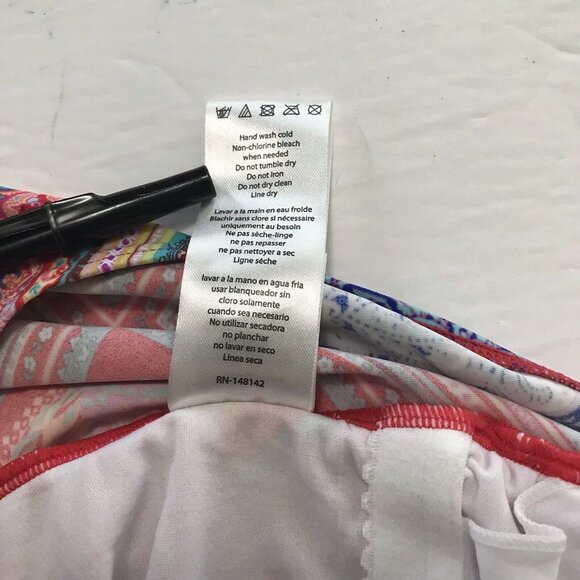 Hand wash cold
Non-chlorine bleach
when needed
Do not tumble dry
Do not iron
Do not dry clean
Line dry
Lavar a la main en eau froide
Blachir sans clore si nécessaire
uniquement au besoin
Ne pas sèche-linge
ne pas repasser
ne pas nettoyer a sec
Ligne sèche
lavar a la mano en agua fria
usar blanqueador sin
cloro solamente
cuando sea necesario
No utilizar secadora
no planchar
no lavar en seco
Linea seca
RN-148142